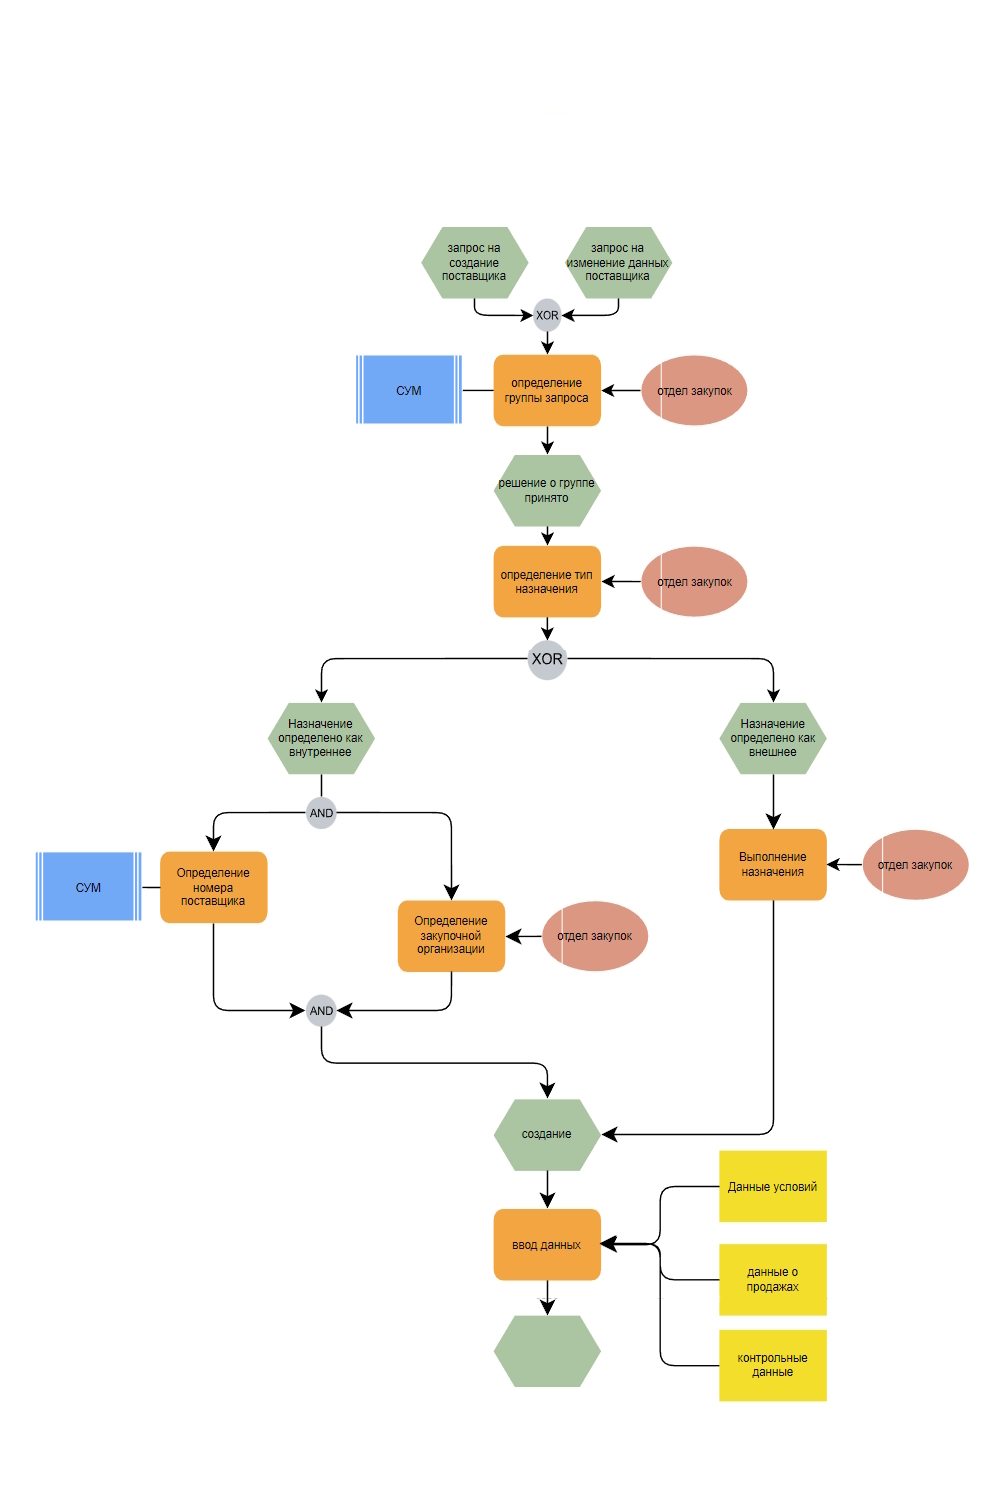 запрос на
создание
поставщика
запрос на
изменение данных
поставщика
XOR
СУМ
определение
группы запроса
отдел закупок
решение о группе
принято
определение тип
назначения
отдел закупок
XOR
Назначение
определено как
внутреннее
Назначение
определено как
внешнее
AND
СУМ
Определение
номера
поставщика
Выполнение
назначения
отдел закупок
Определение
закупочной
организации
отдел закупок
AND
создание
Данные условий
ввод данных
данные о
продажах
контрольные
данные